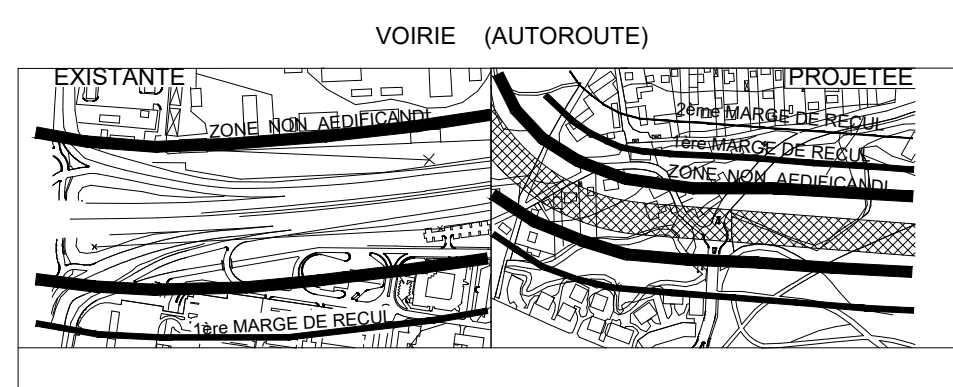 VOIRIE (AUTOROUTE)
EXISTANTE
ZONE NON AEDIFICANDI
1ère MARGE DE RECUL
PROJETEE
2ème MARGE DE RECUL
1ère MARGE DE RECUL
ZONE NON AEDIFICANDI